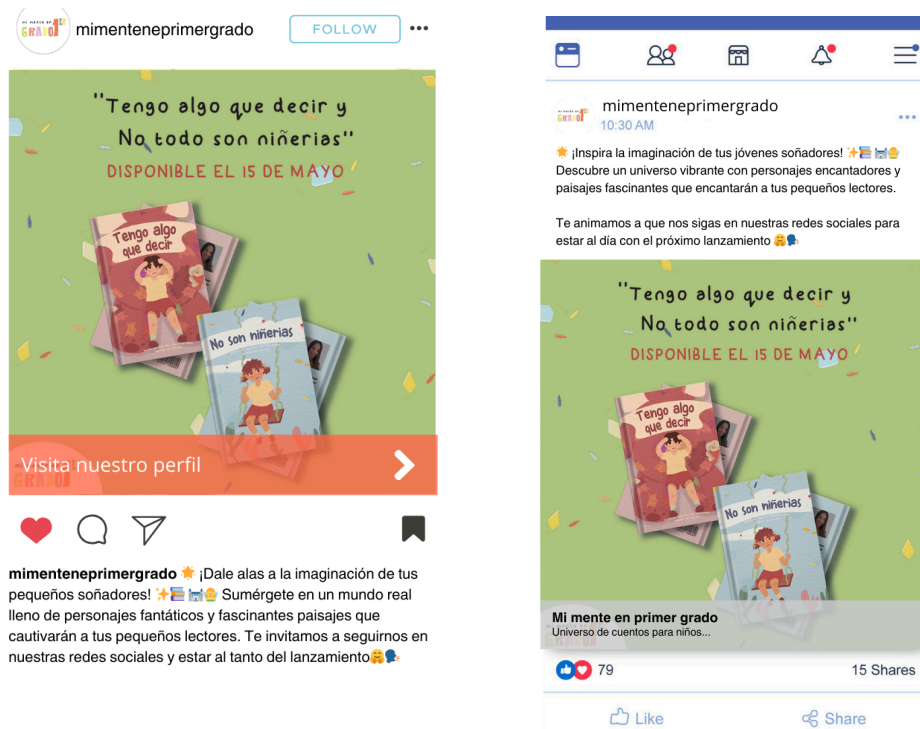 MI MENTE EN
GRADO 1ER
mimenteneprimergrado
FOLLOW
"Tengo algo que decir y
No todo son niñerias"
DISPONIBLE EL 15 DE MAYO
Tengo algo
que decir
No son niñerias
Visita nuestro perfil
mimenteneprimergrado 🌟 ¡Dale alas a la imaginación de tus
pequeños soñadores! ✨📚🏰👵 Sumérgete en un mundo real
lleno de personajes fantáticos y fascinantes paisajes que
cautivarán a tus pequeños lectores. Te invitamos a seguirnos en
nuestras redes sociales y estar al tanto del lanzamiento🤗🗣️
mimenteneprimergrado
10:30 AM
🌟 ¡Inspira la imaginación de tus jóvenes soñadores! ✨📚🏰👵
Descubre un universo vibrante con personajes encantadores y
paisajes fascinantes que encantarán a tus pequeños lectores.
Te animamos a que nos sigas en nuestras redes sociales para
estar al día con el próximo lanzamiento 🤗🗣️
"Tengo algo que decir y
No todo son niñerias"
DISPONIBLE EL 15 DE MAYO
Tengo algo
que decir
No son niñerias
Mi mente en primer grado
Universo de cuentos para niños...
79
15 Shares
Like
Share